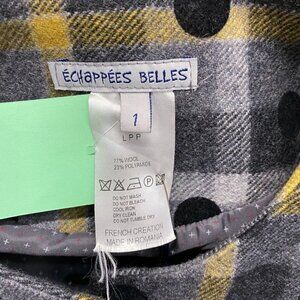 ÉCHAPPÉES BELLES
1
LPP
77% WOOL
23% POLYAMIDE
DO NOT WASH
DO NOT BLEACH
COOL IRON
DRY CLEAN
DO NOT TUMBLE DRY
FRENCH CREATION
MADE IN ROMANIA